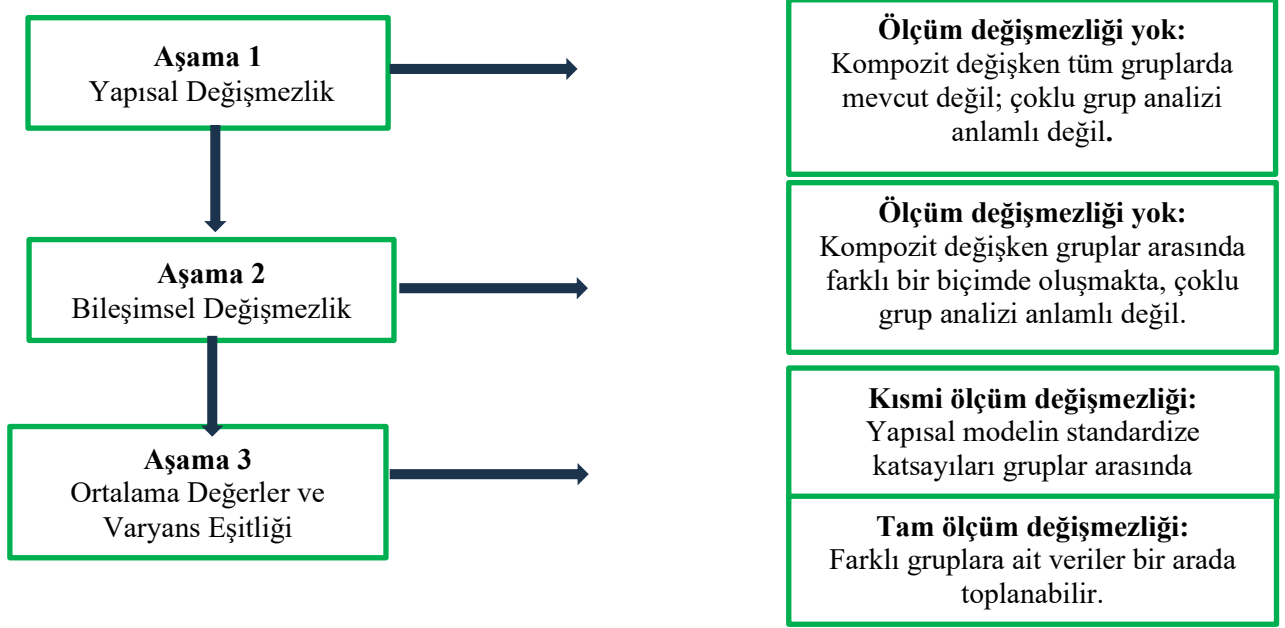 Aşama 1
Yapısal Değişmezlik
Ölçüm değişmezliği yok:
Kompozit değişken tüm gruplarda
mevcut değil; çoklu grup analizi
anlamlı değil.
Aşama 2
Bileşimsel Değişmezlik
Ölçüm değişmezliği yok:
Kompozit değişken gruplar arasında
farklı bir biçimde oluşmakta, çoklu
grup analizi anlamlı değil.
Aşama 3
Ortalama Değerler ve
Varyans Eşitliği
Kısmi ölçüm değişmezliği:
Yapısal modelin standardize
katsayıları gruplar arasında
Tam ölçüm değişmezliği:
Farklı gruplara ait veriler bir arada
toplanabilir.